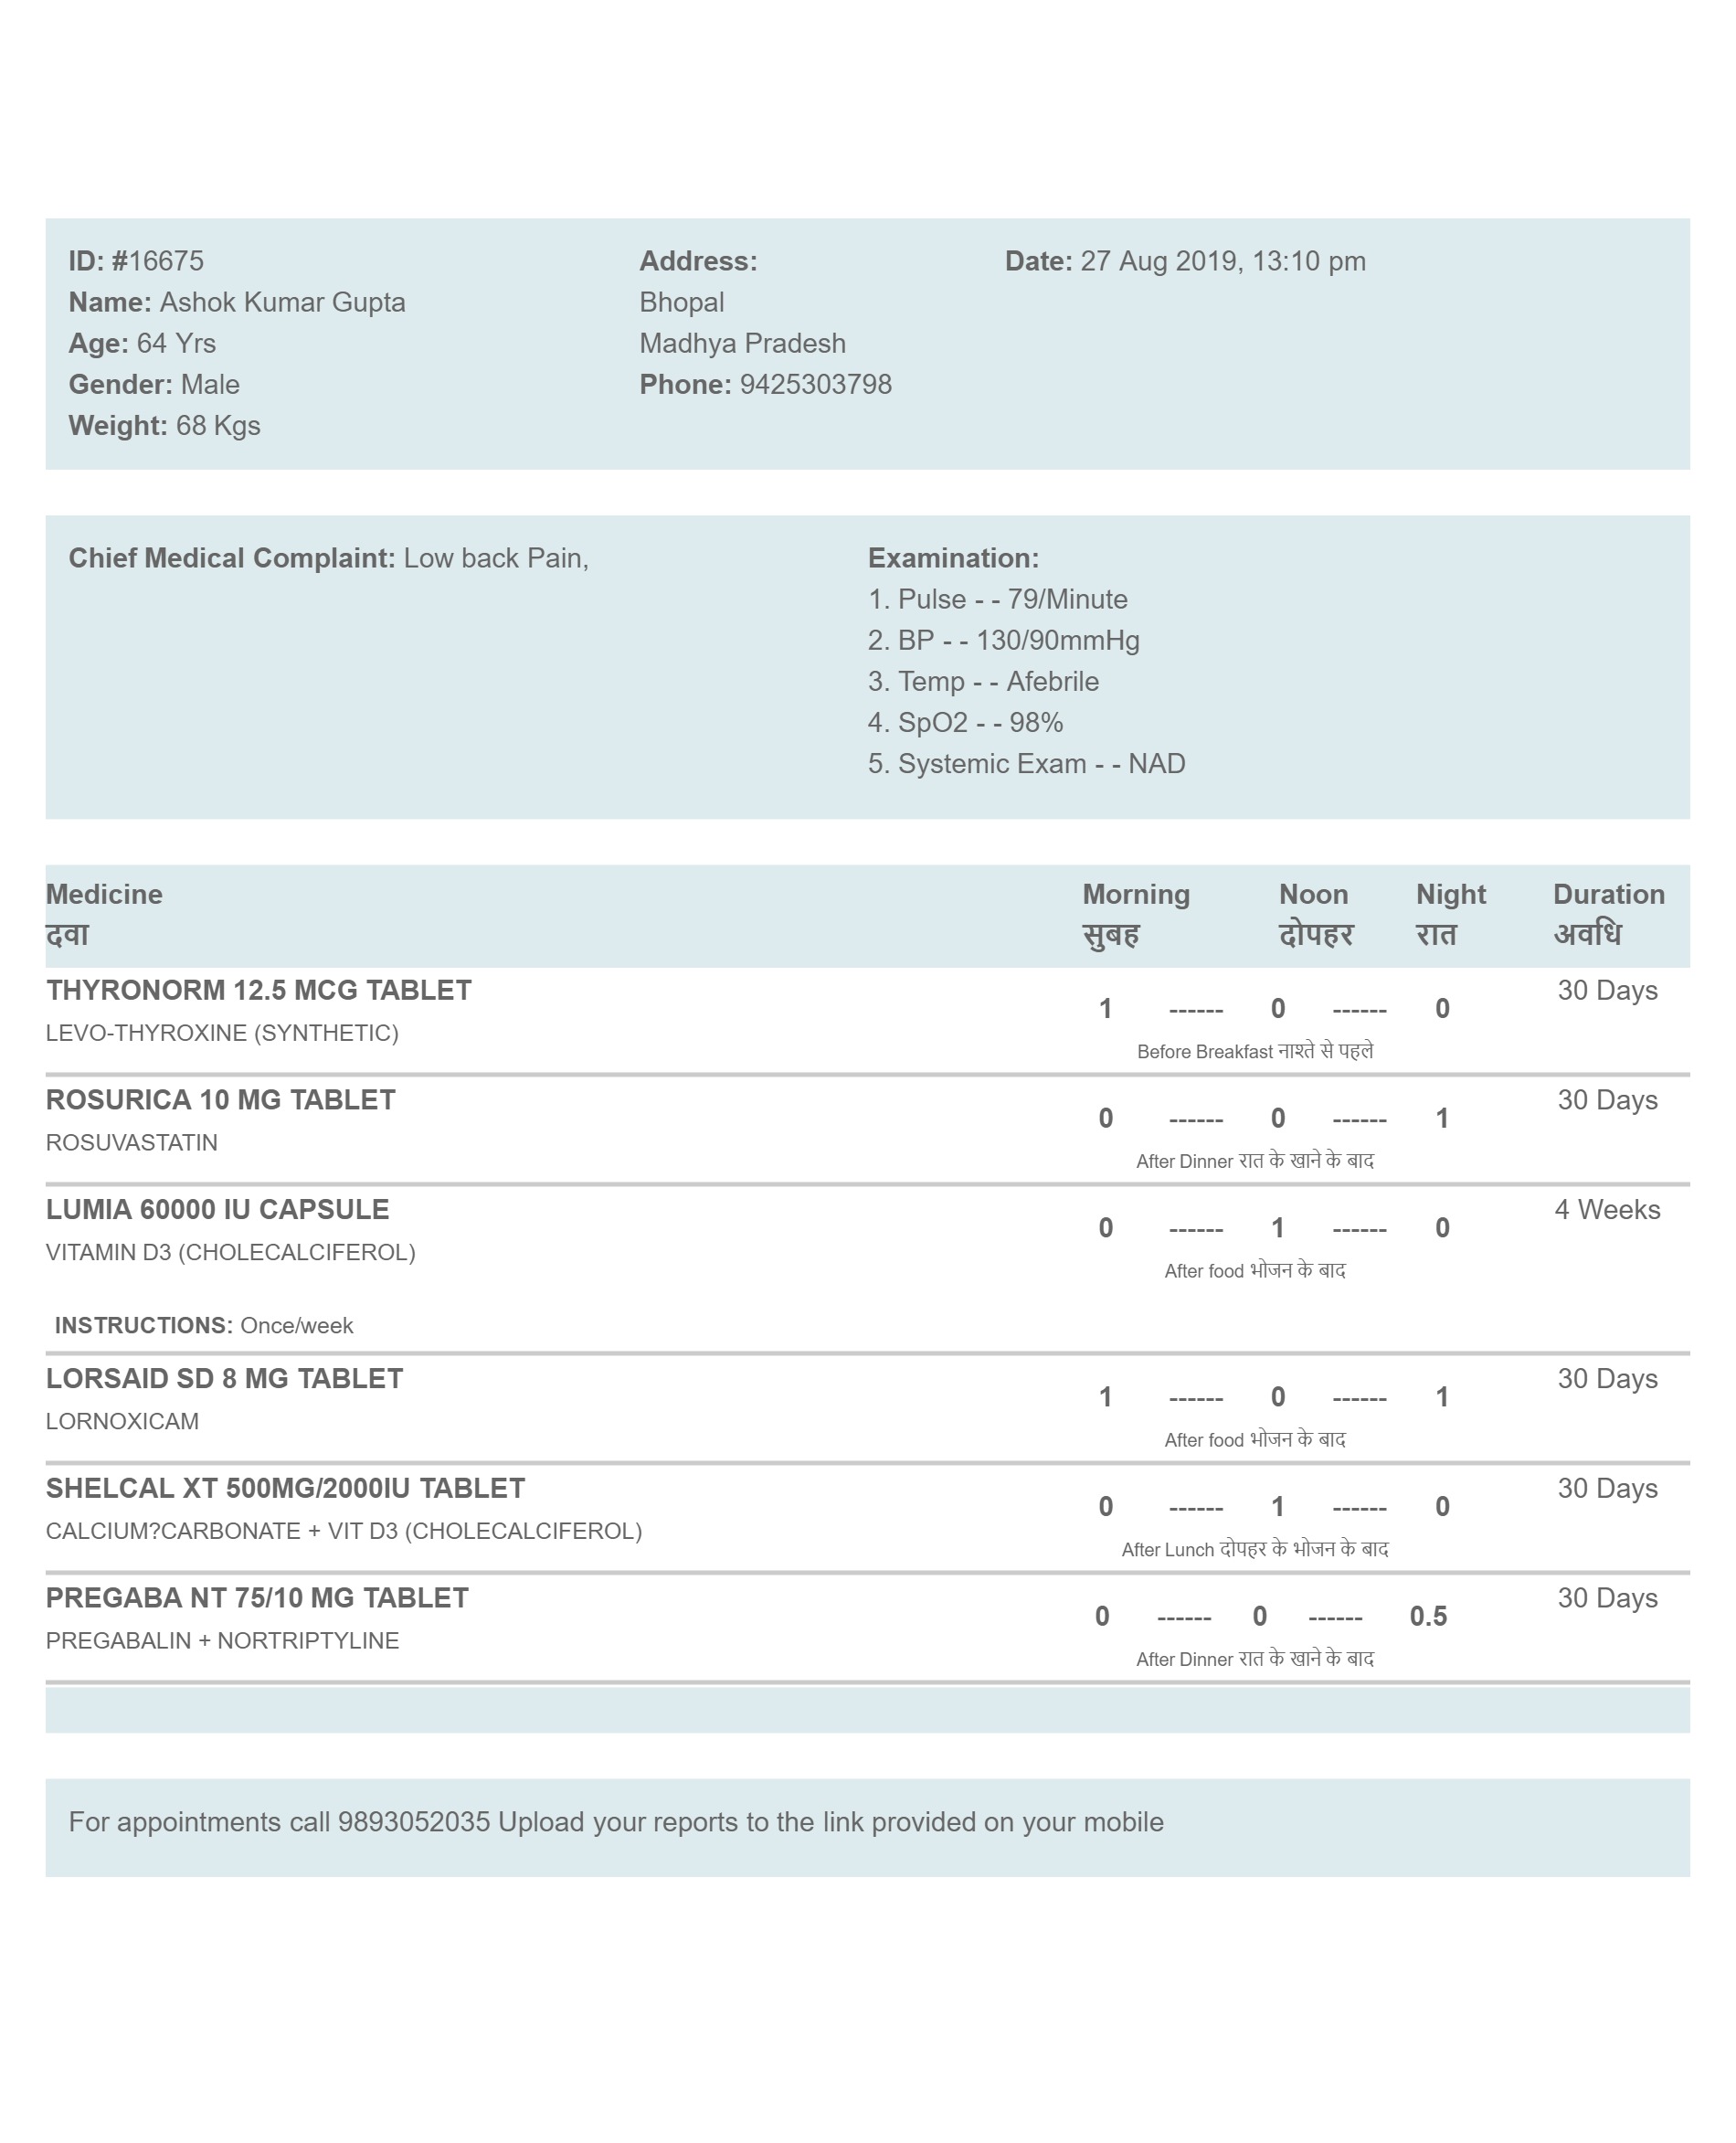 ID: #16675
Name: Ashok Kumar Gupta
Age: 64 Yrs
Gender: Male
Weight: 68 Kgs
Address:
Bhopal
Madhya Pradesh
Phone: 9425303798
Date: 27 Aug 2019, 13:10 pm
Chief Medical Complaint: Low back Pain,
Examination:
1. Pulse - - 79/Minute
2. BP - - 130/90mmHg
3. Temp - - Afebrile
4. SpO2 - - 98%
5. Systemic Exam - - NAD
Medicine Morning Noon Night Duration
दवा सुबह दोपहर रात अवधि
THYRONORM 12.5 MCG TABLET 30 Days
1 ------ 0 ------ 0
LEVO-THYROXINE (SYNTHETIC)
Before Breakfast नाश्ते से पहले
ROSURICA 10 MG TABLET 30 Days
0 ------ 0 ------ 1
ROSUVASTATIN
After Dinner रात के खाने के बाद
LUMIA 60000 IU CAPSULE 4 Weeks
0 ------ 1 ------ 0
VITAMIN D3 (CHOLECALCIFEROL)
After food भोजन के बाद
INSTRUCTIONS: Once/week
LORSAID SD 8 MG TABLET 30 Days
1 ------ 0 ------ 1
LORNOXICAM
After food भोजन के बाद
SHELCAL XT 500MG/2000IU TABLET 30 Days
0 ------ 1 ------ 0
CALCIUM?CARBONATE + VIT D3 (CHOLECALCIFEROL)
After Lunch दोपहर के भोजन के बाद
PREGABA NT 75/10 MG TABLET 30 Days
0 ------ 0 ------ 0.5
PREGABALIN + NORTRIPTYLINE
After Dinner रात के खाने के बाद
For appointments call 9893052035 Upload your reports to the link provided on your mobile